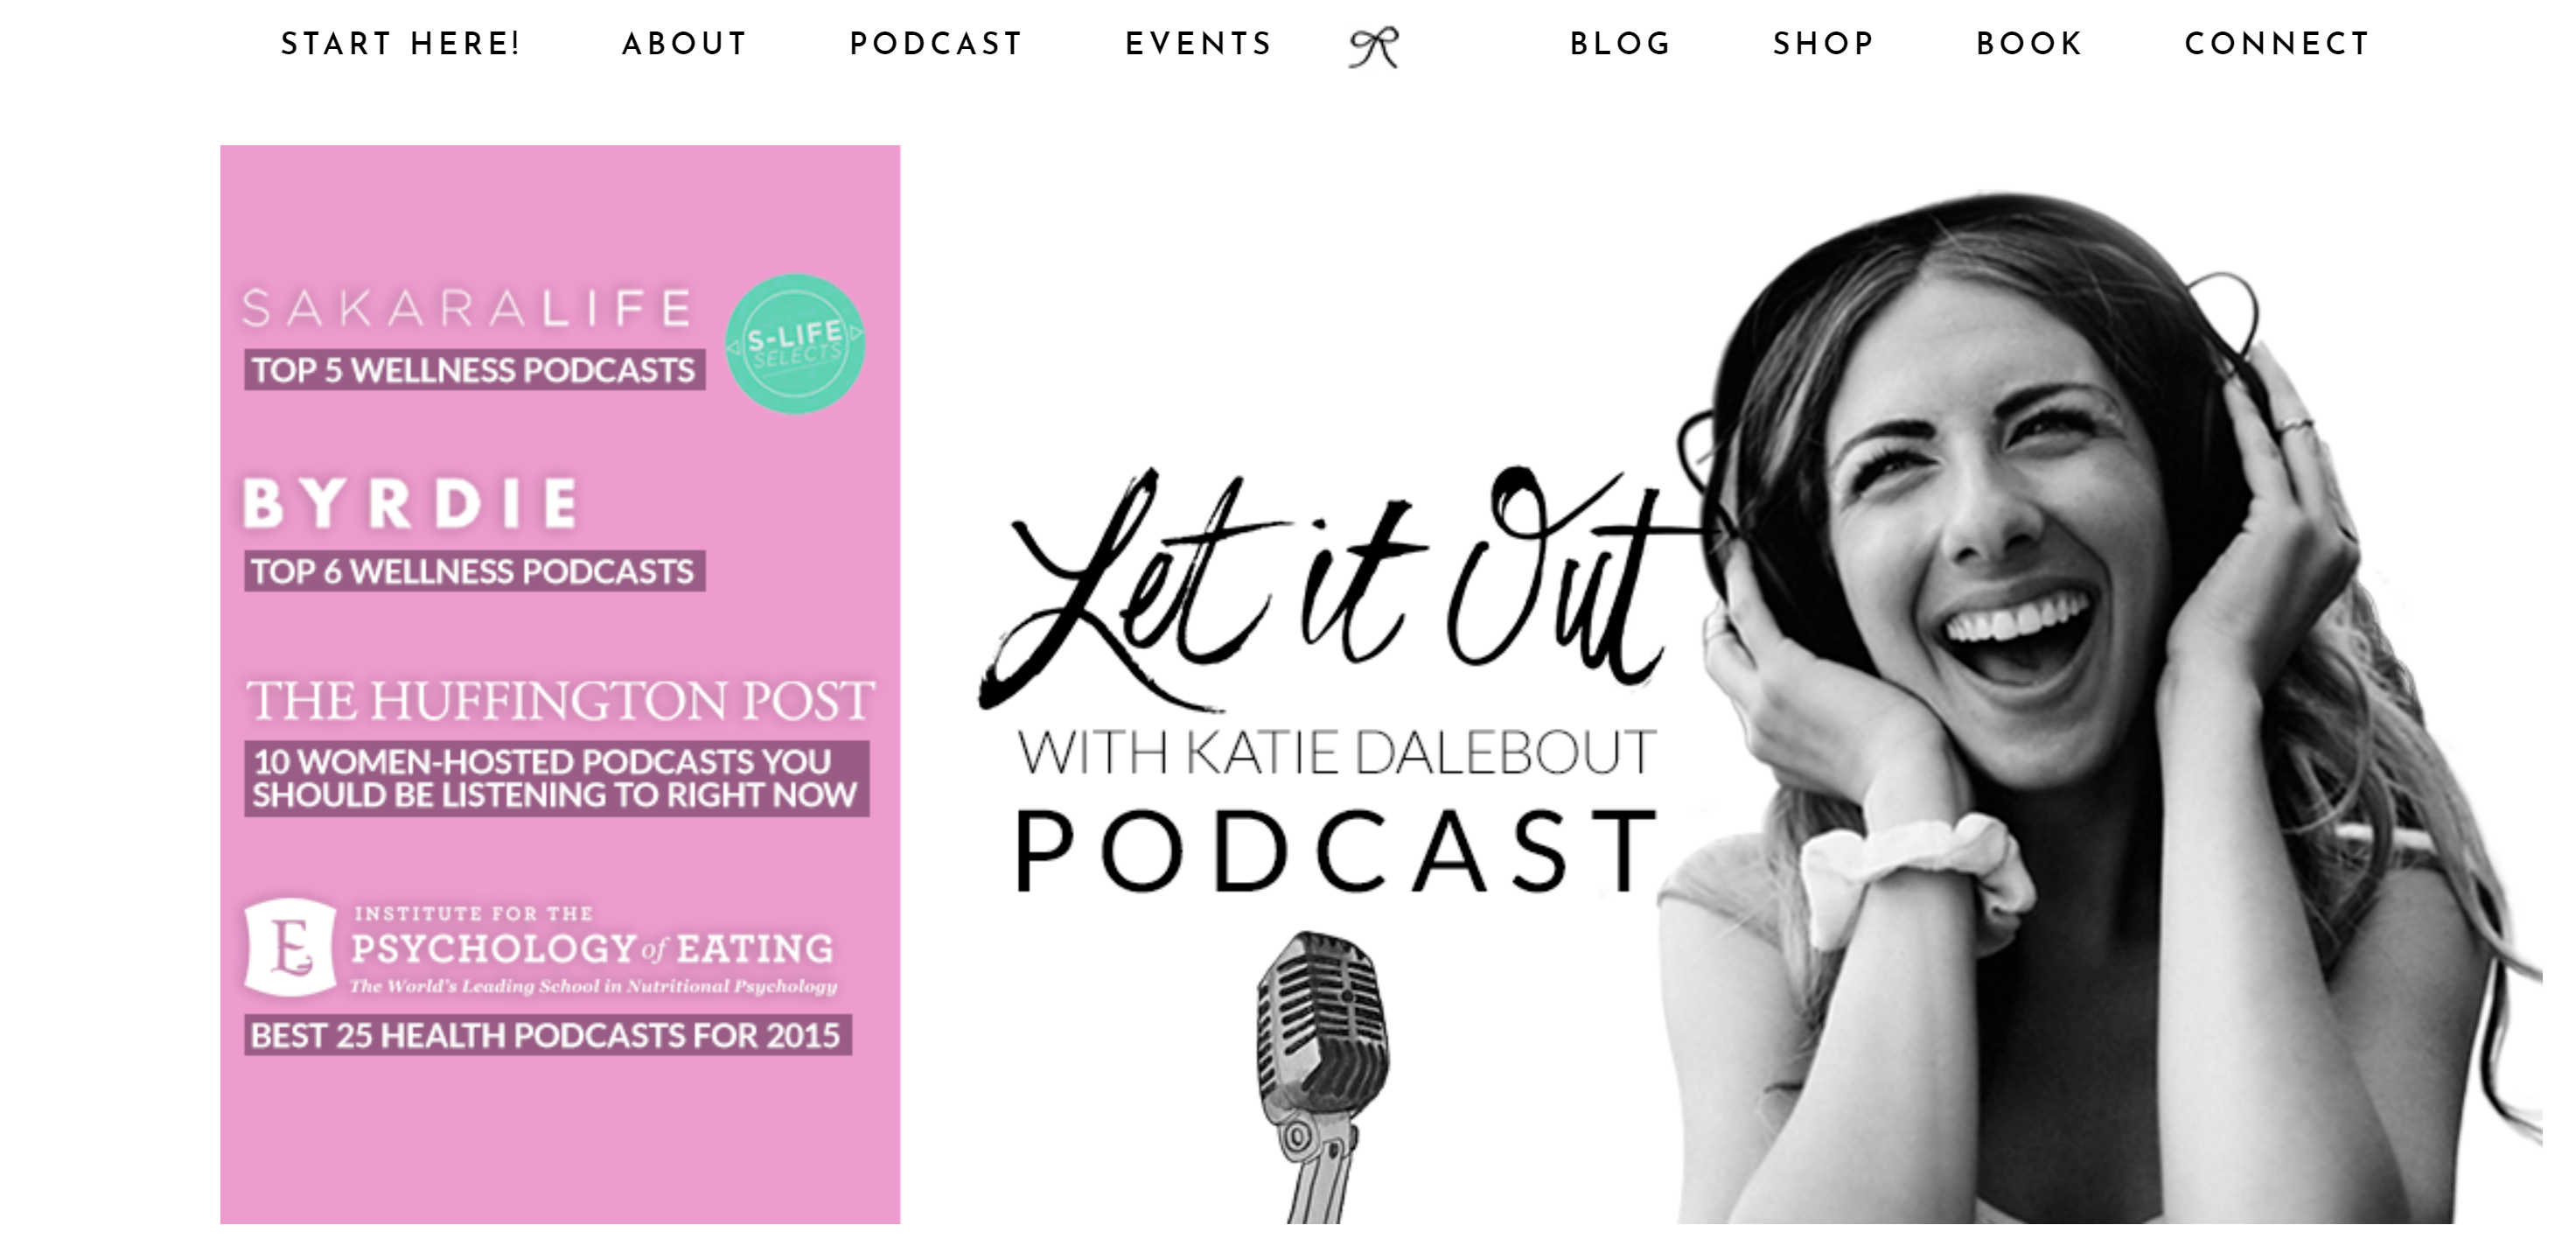 START HERE! ABOUT PODCAST EVENTS BLOG SHOP BOOK CONNECT
SAKARALIFE
S-LIFE
SELECTS
TOP 5 WELLNESS PODCASTS
BYRDIE
TOP 6 WELLNESS PODCASTS
THE HUFFINGTON POST
10 WOMEN-HOSTED PODCASTS YOU
SHOULD BE LISTENING TO RIGHT NOW
E
INSTITUTE FOR THE
PSYCHOLOGY of EATING
The World's Leading School in Nutritional Psychology
BEST 25 HEALTH PODCASTS FOR 2015
Let it Out
WITH KATIE DALEBOUT
PODCAST